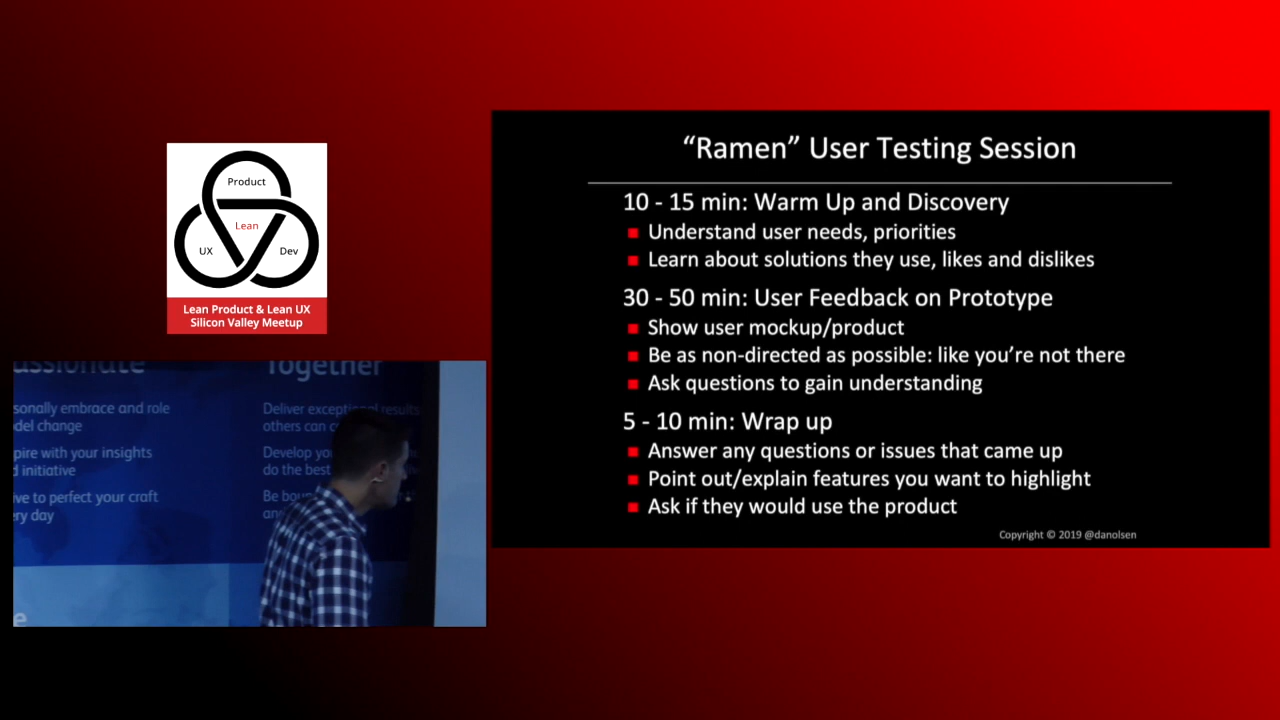 Product
Lean
UX
Dev
Lean Product & Lean UX
Silicon Valley Meetup
Together
sonally embrace and role
del change
pire with your insights
initiative
ve to perfect your craft
ry day
Deliver exceptional results
others can
Develop
do the best
Be
“Ramen” User Testing Session
10 - 15 min: Warm Up and Discovery
Understand user needs, priorities
Learn about solutions they use, likes and dislikes
30 - 50 min: User Feedback on Prototype
Show user mockup/product
Be as non-directed as possible: like you’re not there
Ask questions to gain understanding
5 - 10 min: Wrap up
Answer any questions or issues that came up
Point out/explain features you want to highlight
Ask if they would use the product
Copyright © 2019 @danolsen